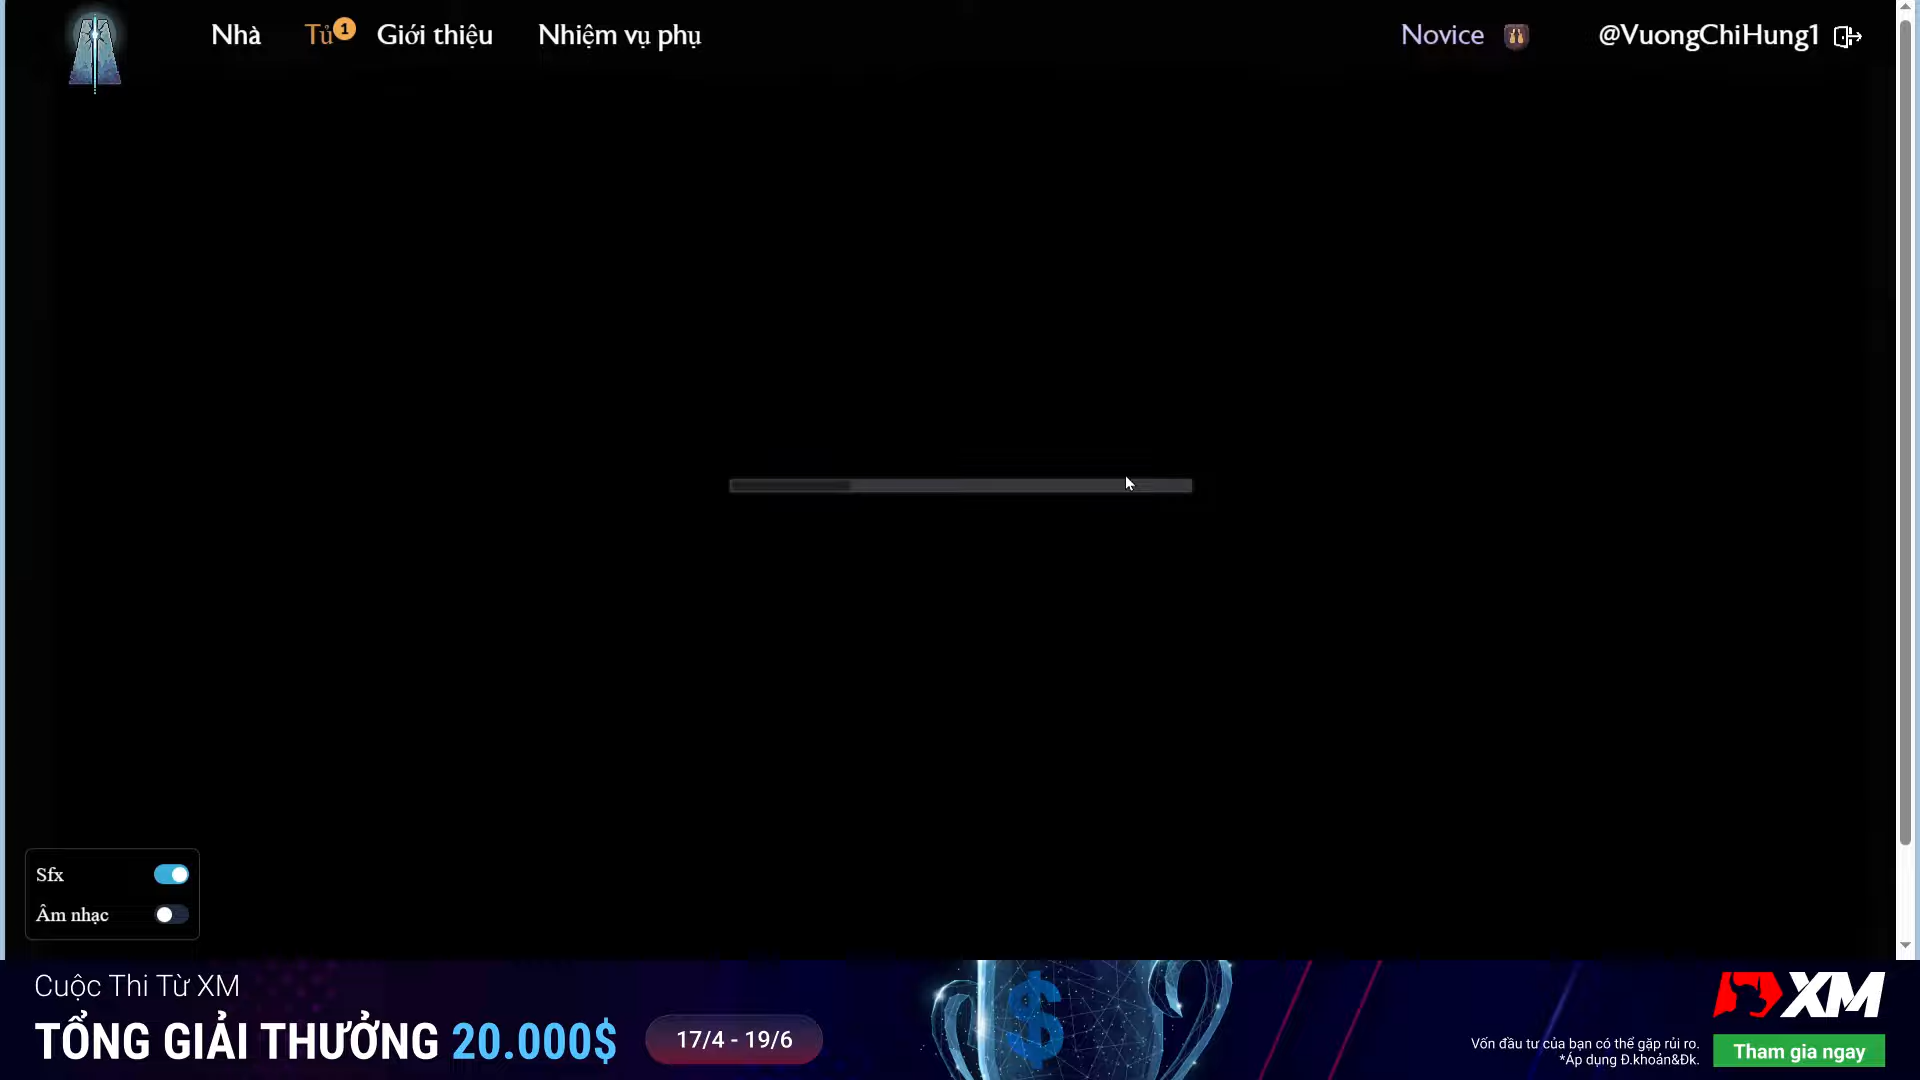 Nhà
Tủ 1
Giới thiệu
Nhiệm vụ phụ
Novice
@VuongChiHung1
Sfx
Âm nhạc
Cuộc Thi Từ XM
TỔNG GIẢI THƯỞNG 20.000$
17/4 - 19/6
$
XM
Vốn đầu tư của bạn có thể gặp rủi ro.
*Áp dụng Đ.khoản&Đk.
Tham gia ngay